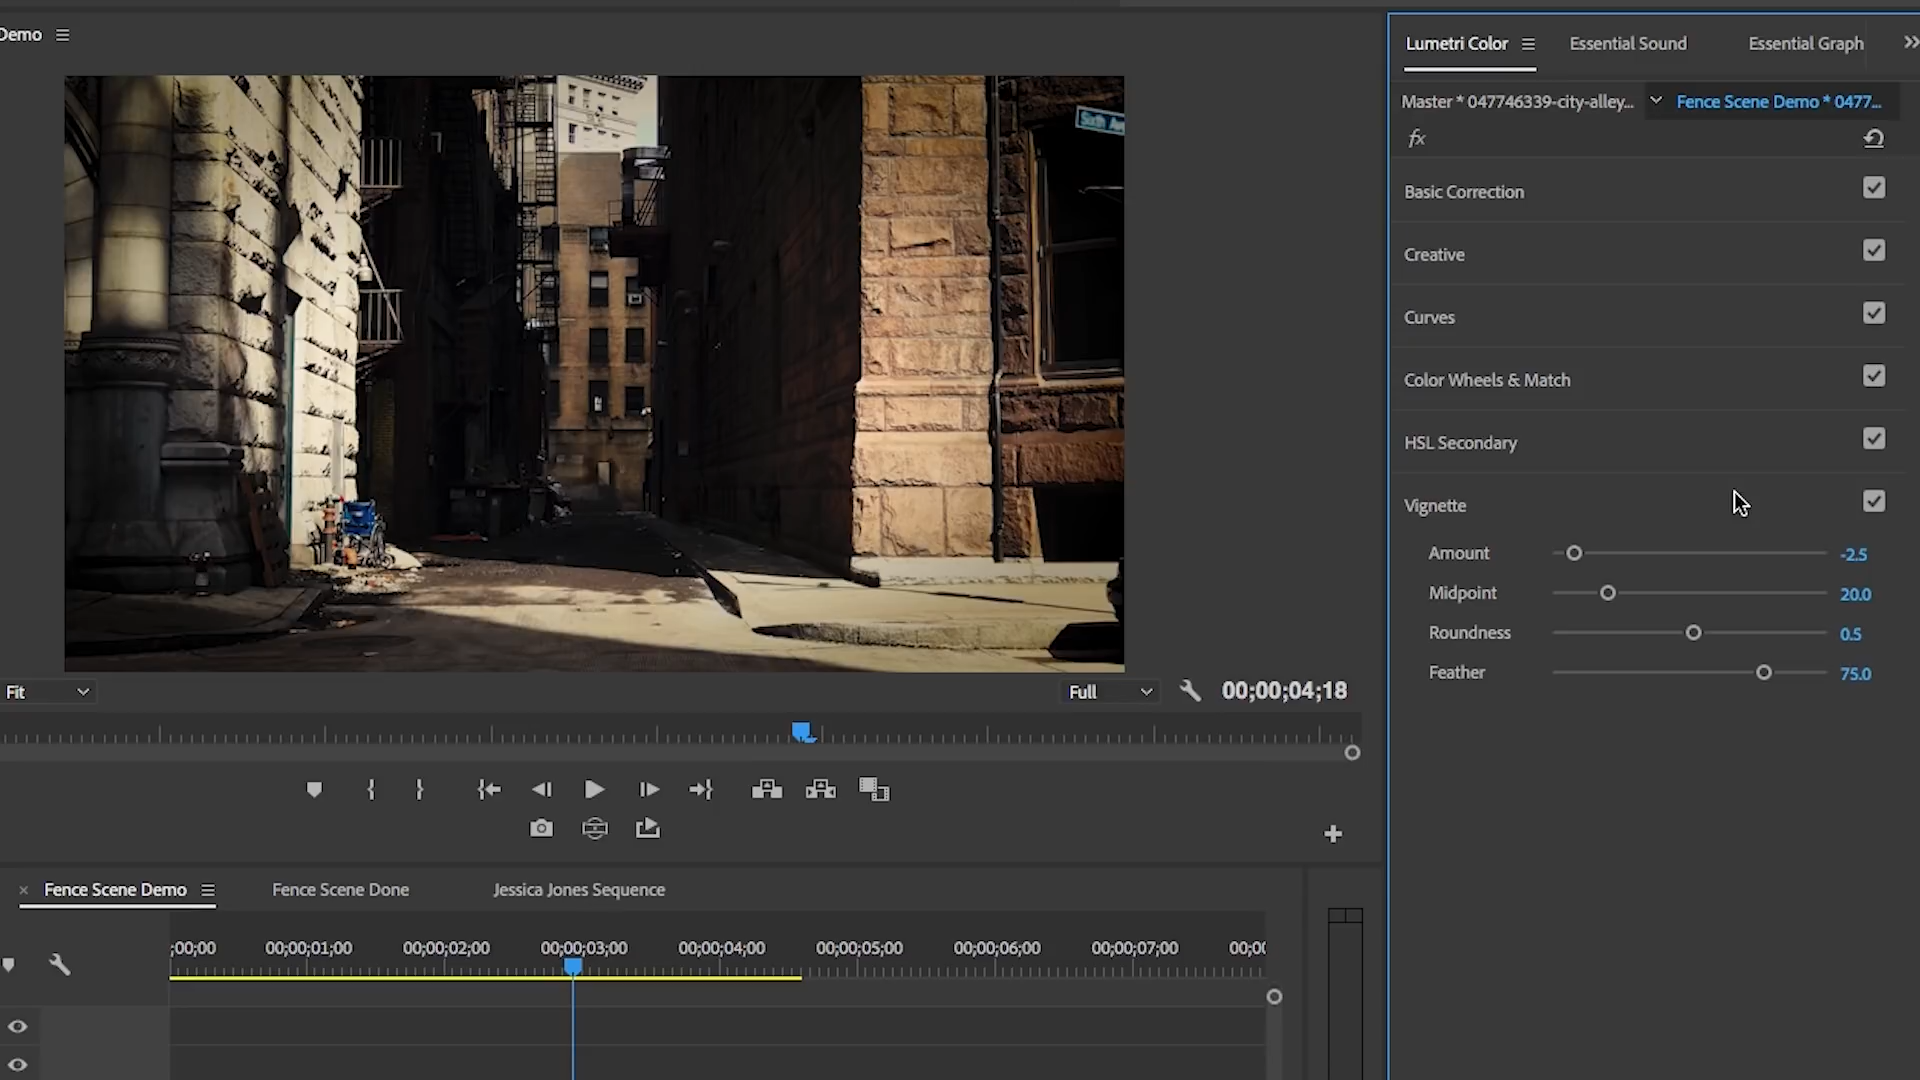 Demo
Lumetri Color
Essential Sound
Essential Graph
Master * 047746339-city-alley...
Fence Scene Demo * 0477...
fx
Basic Correction
Creative
Curves
Color Wheels & Match
HSL Secondary
Vignette
Amount
-2.5
Midpoint
20.0
Roundness
0.5
Feather
75.0
Sixth Av
Fit
Full
00;00;04;18
Fence Scene Demo
Fence Scene Done
Jessica Jones Sequence
;00;00
00;00;01;00
00;00;02;00
00;00;03;00
00;00;04;00
00;00;05;00
00;00;06;00
00;00;07;00
00;00